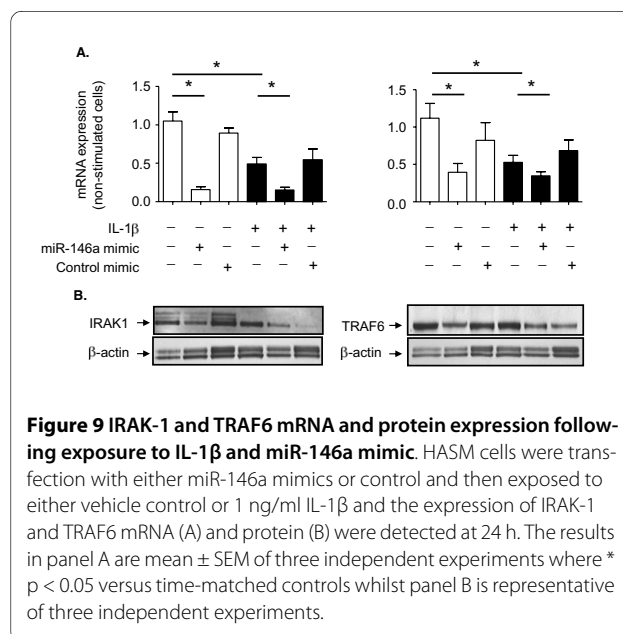 A.
* * *
* * *
mRNA expression
(non-stimulated cells)
1.5
1.0
0.5
0.0
1.5
1.0
0.5
0.0
IL-1β − − − + + + − − − + + +
miR-146a mimic − + − − + − − + − − + −
Control mimic − − + − − + − − + − − +
B.
IRAK1
β-actin
TRAF6
β-actin
Figure 9 IRAK-1 and TRAF6 mRNA and protein expression follow-
ing exposure to IL-1β and miR-146a mimic. HASM cells were trans-
fection with either miR-146a mimics or control and then exposed to
either vehicle control or 1 ng/ml IL-1β and the expression of IRAK-1
and TRAF6 mRNA (A) and protein (B) were detected at 24 h. The results
in panel A are mean ± SEM of three independent experiments where *
p < 0.05 versus time-matched controls whilst panel B is representative
of three independent experiments.